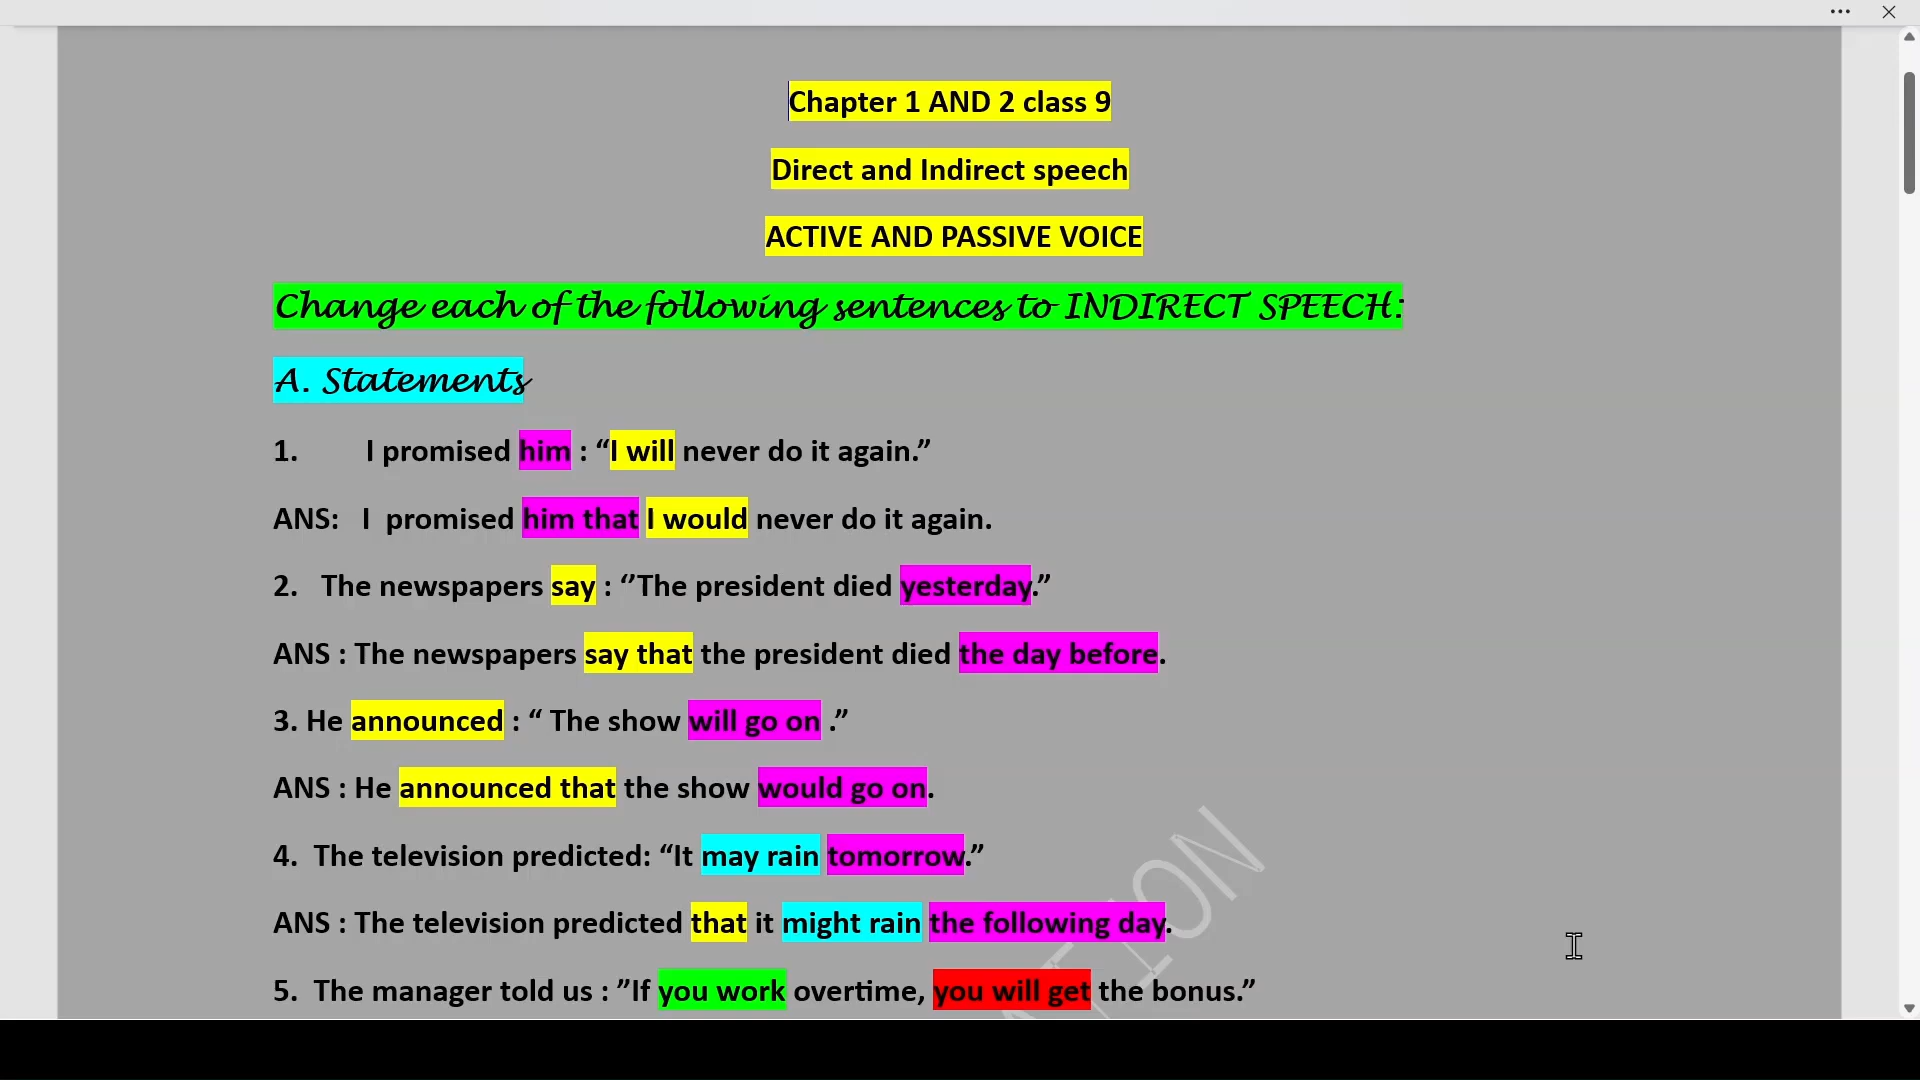 Chapter 1 AND 2 class 9
Direct and Indirect speech
ACTIVE AND PASSIVE VOICE
Change each of the following sentences to INDIRECT SPEECH:
A. Statements
1. I promised him : “I will never do it again.”
ANS: I promised him that I would never do it again.
2. The newspapers say : ‘’The president died yesterday.”
ANS : The newspapers say that the president died the day before.
3. He announced : “ The show will go on .”
ANS : He announced that the show would go on.
4. The television predicted: “It may rain tomorrow.”
ANS : The television predicted that it might rain the following day.
5. The manager told us : ”If you work overtime, you will get the bonus.”